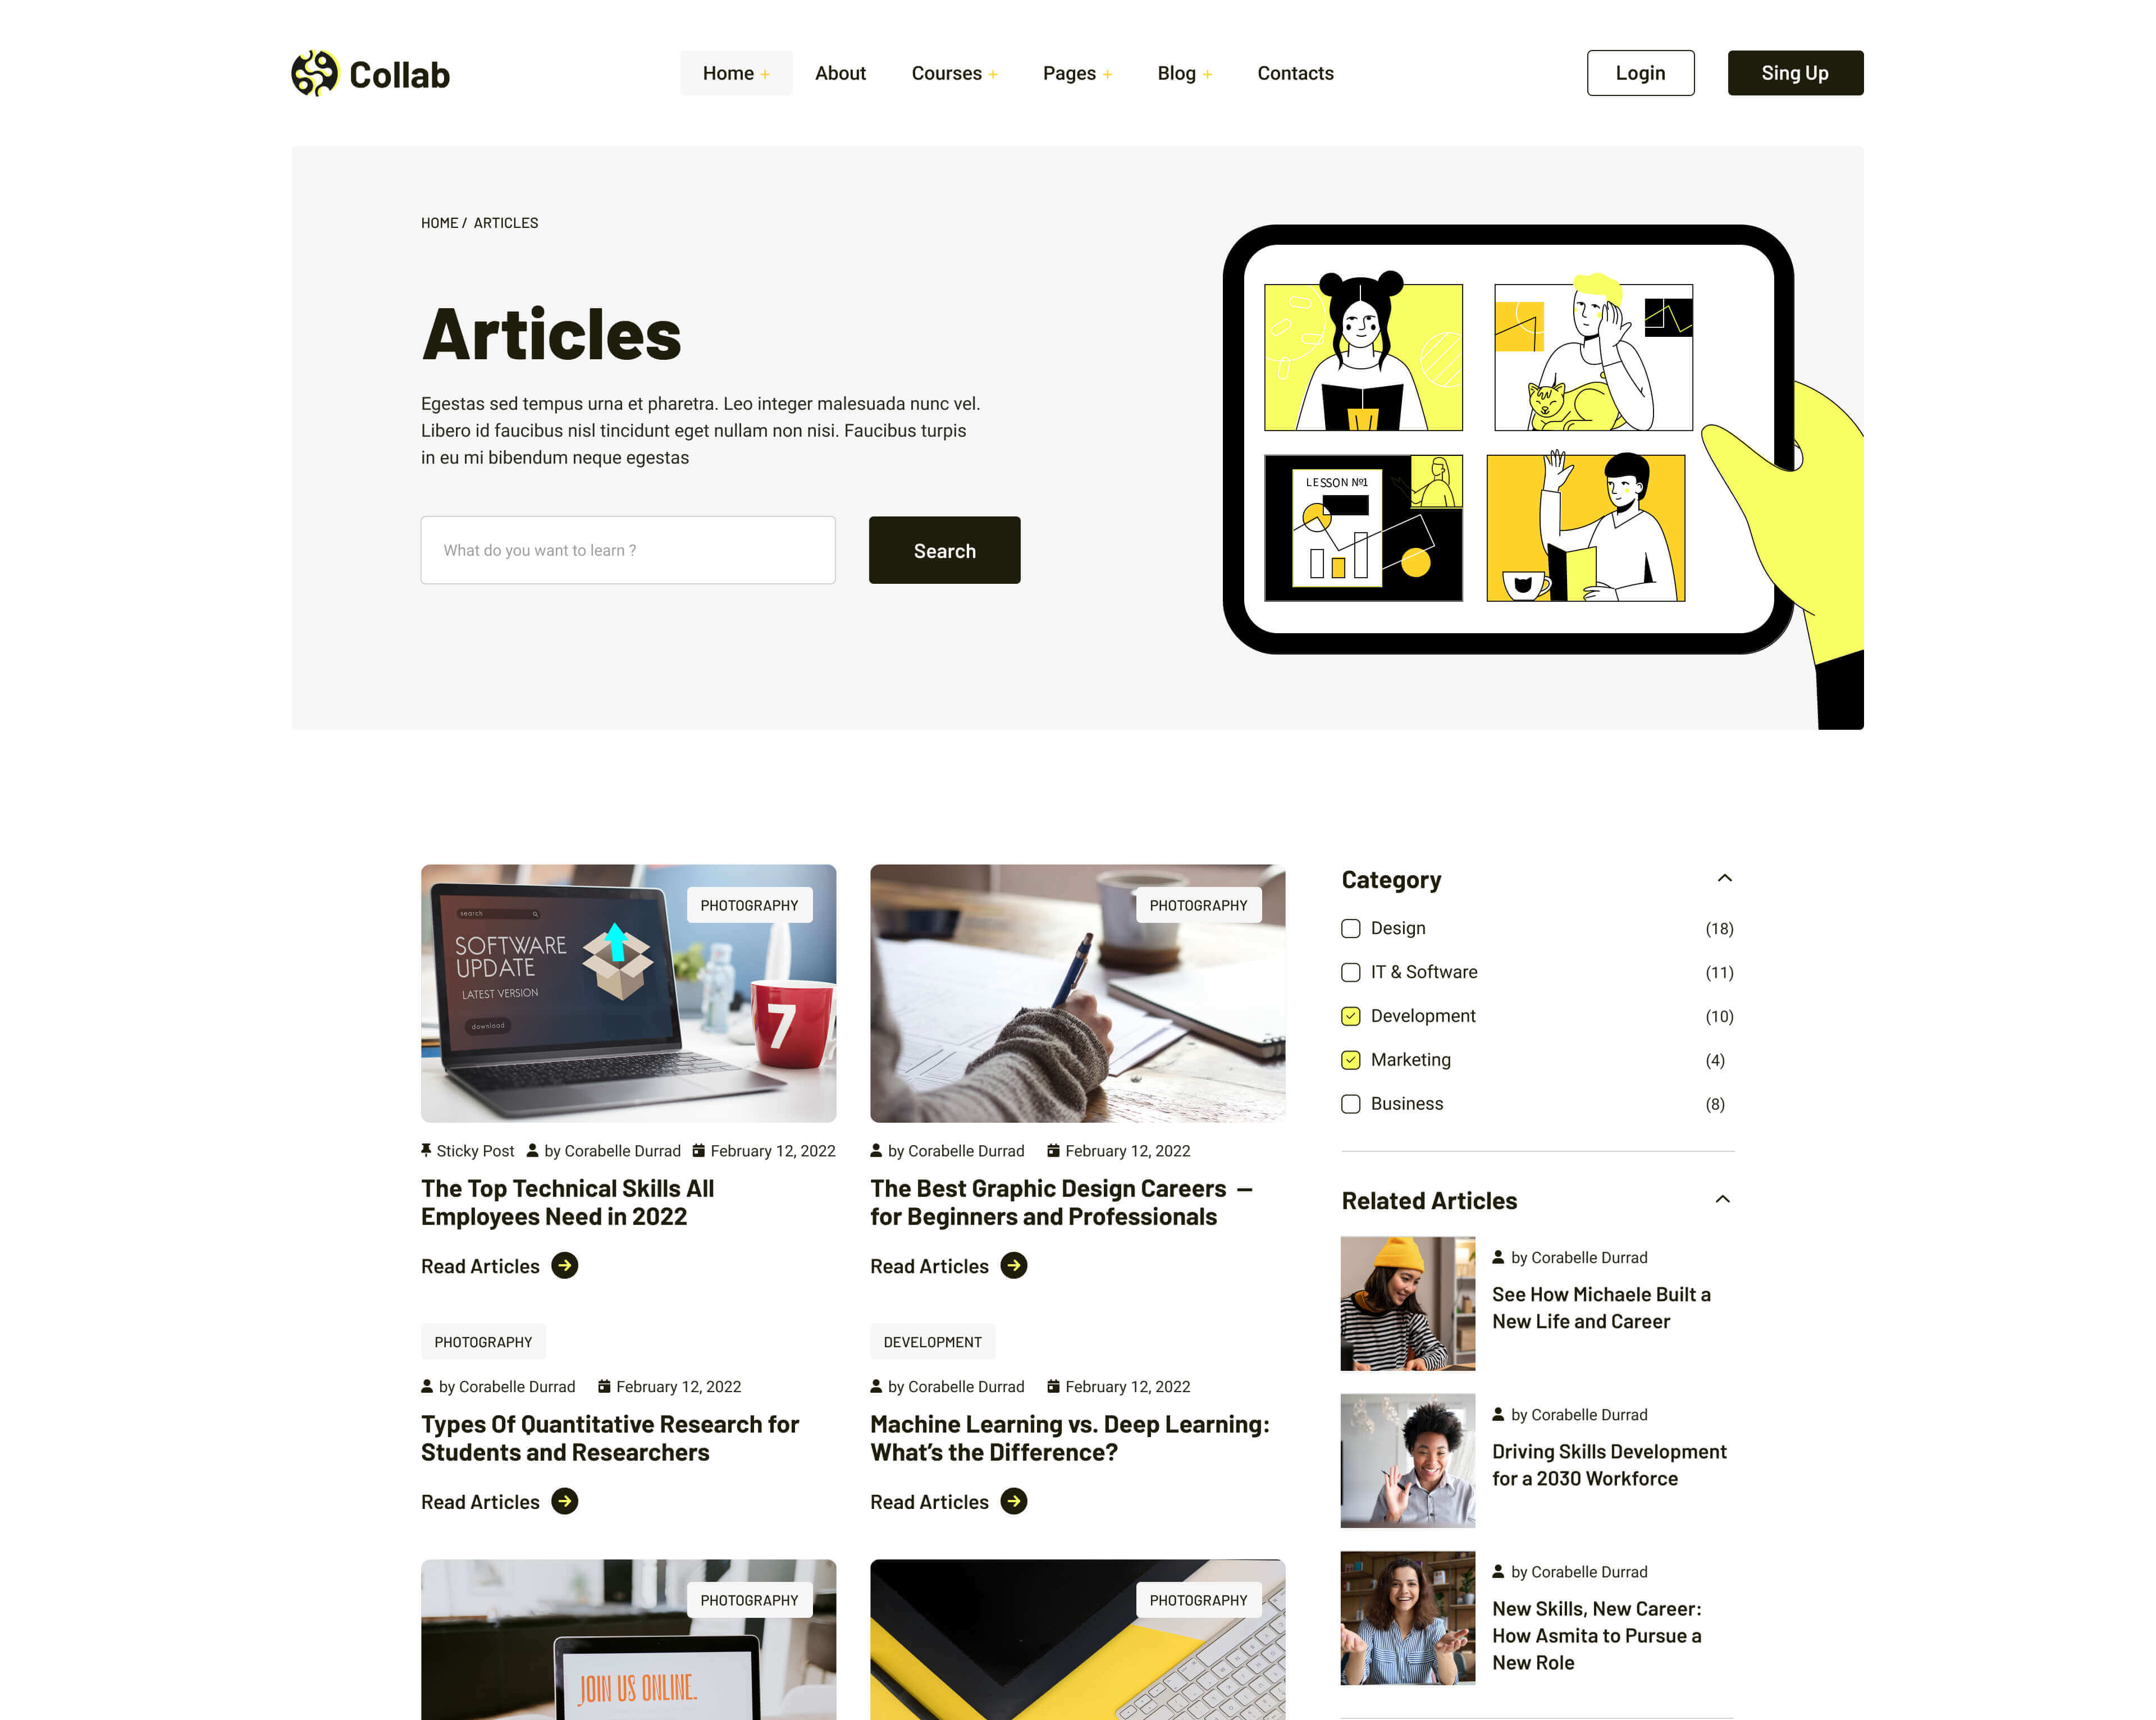 Collab
Home + About Courses + Pages + Blog + Contacts
Login
Sing Up
HOME / ARTICLES
Articles
Egestas sed tempus urna et pharetra. Leo integer malesuada nunc vel.
Libero id faucibus nisl tincidunt eget nullam non nisi. Faucibus turpis
in eu mi bibendum neque egestas
What do you want to learn ?
Search
LESSON №1
PHOTOGRAPHY
search
SOFTWARE
UPDATE
LATEST VERSION
download
7
Sticky Post by Corabelle Durrad February 12, 2022
The Top Technical Skills All
Employees Need in 2022
Read Articles
PHOTOGRAPHY
by Corabelle Durrad February 12, 2022
The Best Graphic Design Careers —
for Beginners and Professionals
Read Articles
PHOTOGRAPHY
by Corabelle Durrad February 12, 2022
Types Of Quantitative Research for
Students and Researchers
Read Articles
DEVELOPMENT
by Corabelle Durrad February 12, 2022
Machine Learning vs. Deep Learning:
What's the Difference?
Read Articles
PHOTOGRAPHY
JOIN US ONLINE.
PHOTOGRAPHY
Category
Design (18)
IT & Software (11)
Development (10)
Marketing (4)
Business (8)
Related Articles
by Corabelle Durrad
See How Michaele Built a
New Life and Career
by Corabelle Durrad
Driving Skills Development
for a 2030 Workforce
by Corabelle Durrad
New Skills, New Career:
How Asmita to Pursue a
New Role